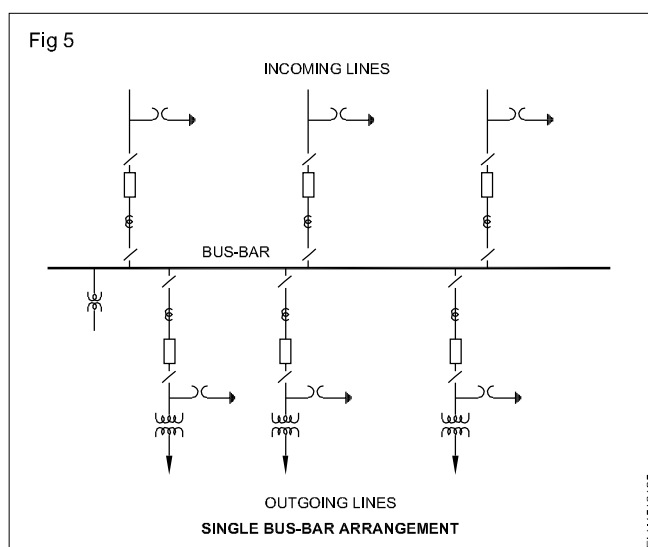 Fig 5
INCOMING LINES
BUS-BAR
OUTGOING LINES
SINGLE BUS-BAR ARRANGEMENT